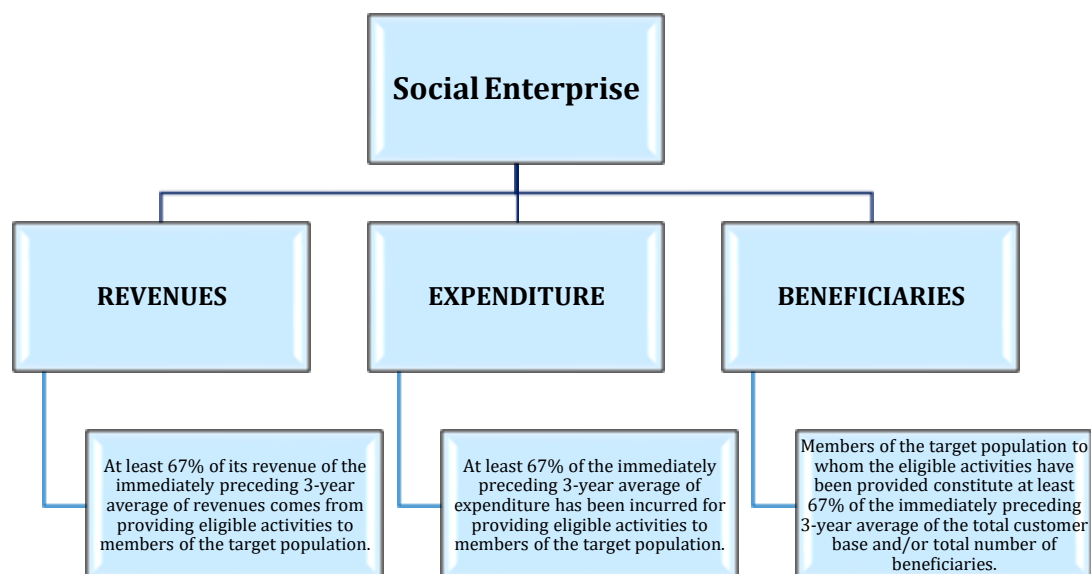 Social Enterprise
REVENUES
EXPENDITURE
BENEFICIARIES
At least 67% of its revenue of the
immediately preceding 3-year
average of revenues comes from
providing eligible activities to
members of the target population.
At least 67% of the immediately
preceding 3-year average of
expenditure has been incurred for
providing eligible activities to
members of the target population.
Members of the target population to
whom the eligible activities have
been provided constitute at least
67% of the immediately preceding
3-year average of the total customer
base and/or total number of
beneficiaries.